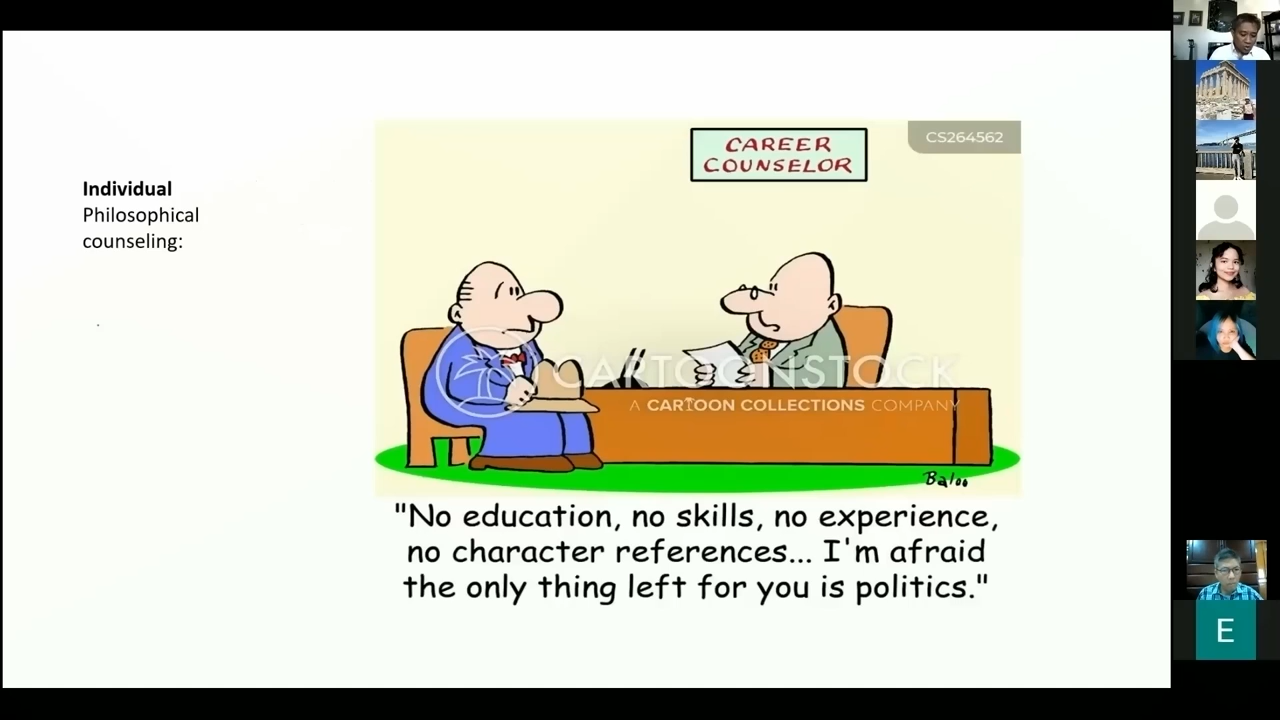 Individual
Philosophical
counseling:
CAREER
COUNSELOR
CS264562
CARTOONSTOCK
A CARTOON COLLECTIONS COMPANY
Baloo
"No education, no skills, no experience,
no character references... I'm afraid
the only thing left for you is politics."
E